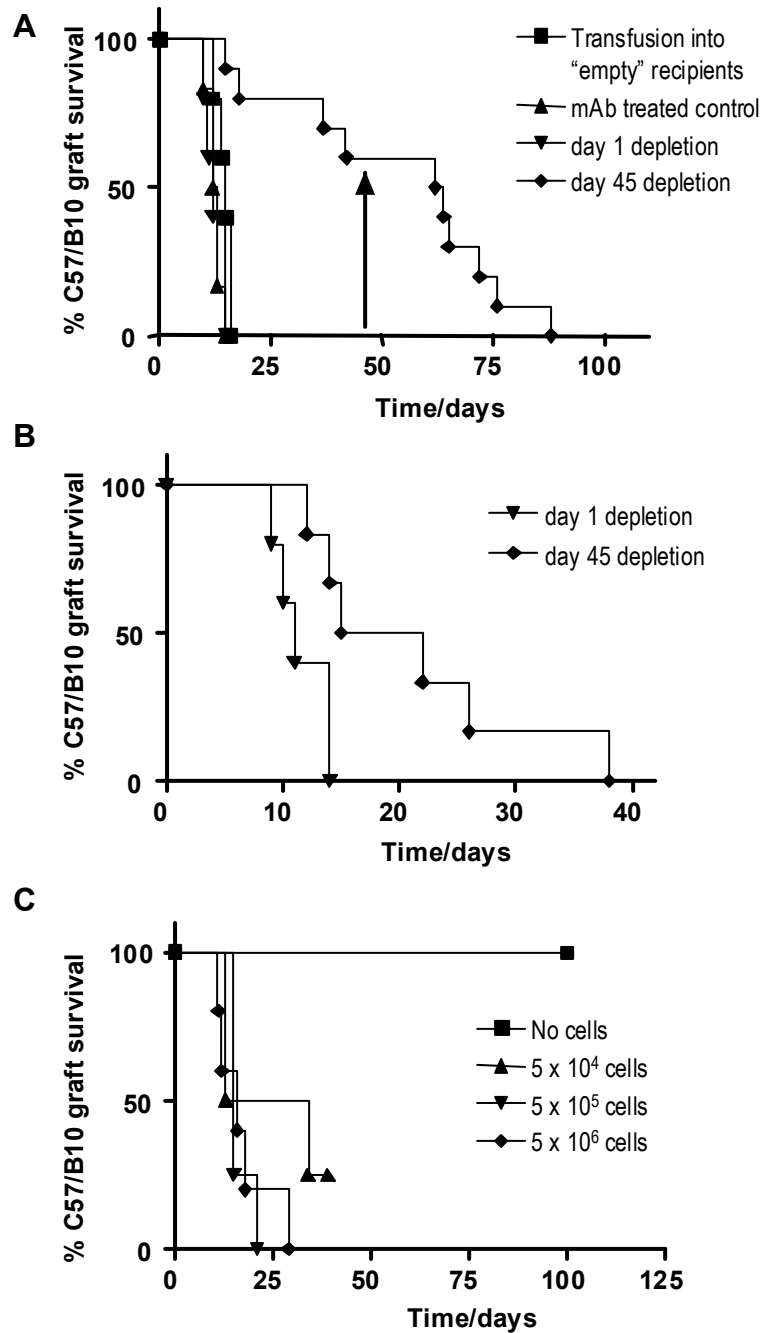 A
% C57/B10 graft survival
100
50
0
0 25 50 75 100
Time/days
Transfusion into
“empty” recipients
mAb treated control
day 1 depletion
day 45 depletion
B
% C57/B10 graft survival
100
50
0
0 10 20 30 40
Time/days
day 1 depletion
day 45 depletion
C
% C57/B10 graft survival
100
50
0
0 25 50 75 100 125
Time/days
No cells
5 x 10⁴ cells
5 x 10⁵ cells
5 x 10⁶ cells